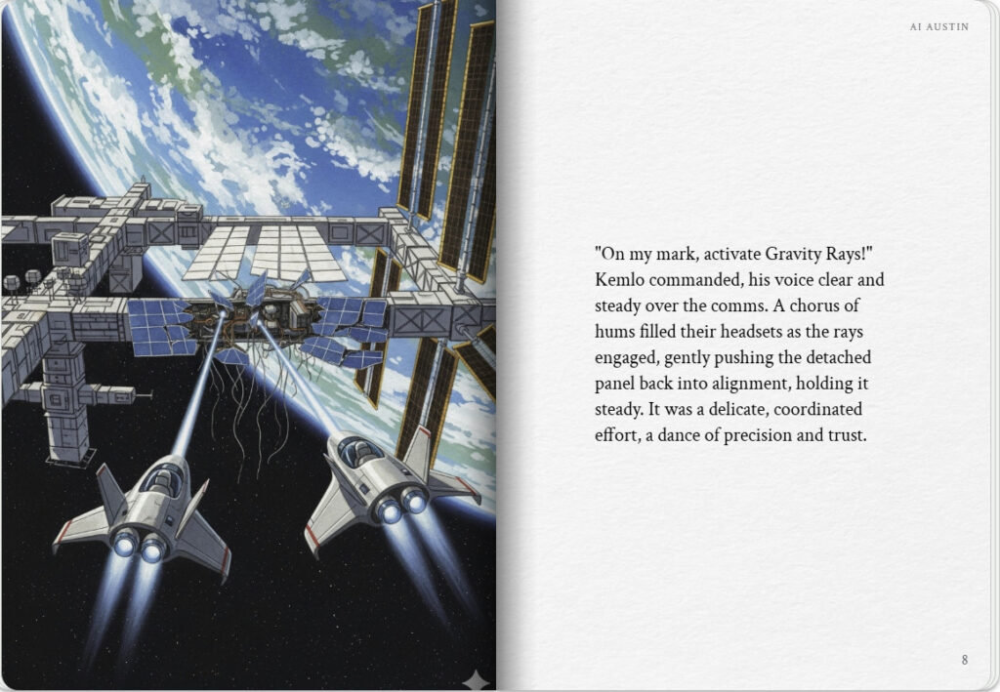 AI AUSTIN
"On my mark, activate Gravity Rays!"
Kemlo commanded, his voice clear and
steady over the comms. A chorus of
hums filled their headsets as the rays
engaged, gently pushing the detached
panel back into alignment, holding it
steady. It was a delicate, coordinated
effort, a dance of precision and trust.
8